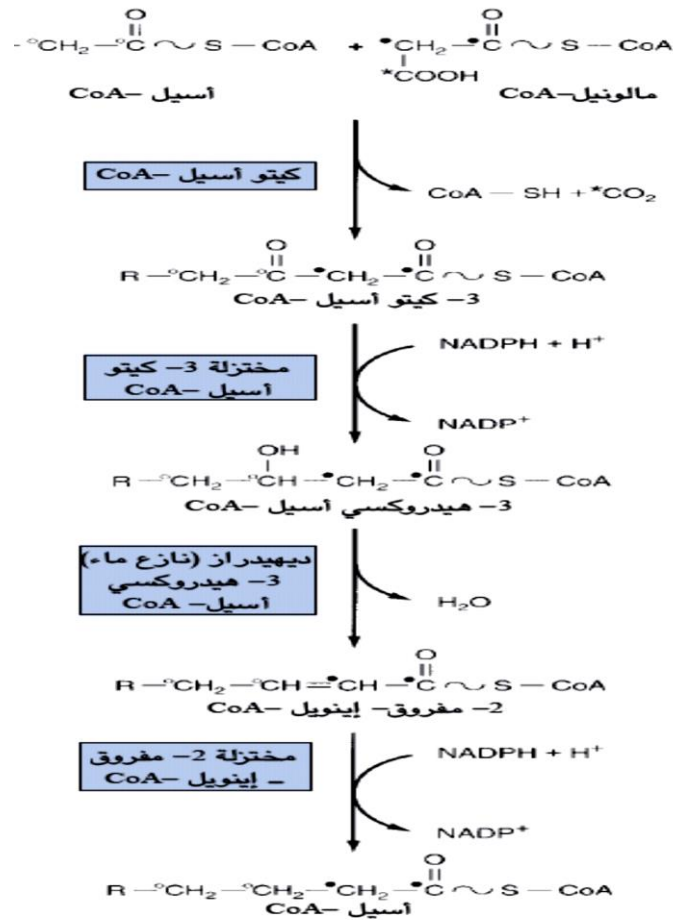 O O
- °CH₂ — °C ~ S — CoA + •CH₂ — •C ~ S — CoA
*COOH
أسيل –CoA
مالونيل–CoA
كيتو أسيل –CoA
CoA — SH + *CO₂
O O
R — °CH₂ — °C — •CH₂ — •C ~ S — CoA
3– كيتو أسيل –CoA
NADPH + H⁺
مختزلة 3– كيتو
أسيل –CoA
NADP⁺
OH O
R — °CH₂ — °CH — •CH₂ — •C ~ S — CoA
3– هيدروكسي أسيل –CoA
ديهيدراز (نازع ماء)
3– هيدروكسي
أسيل– CoA
H₂O
O
R — °CH₂ — °CH = •CH — •C ~ S — CoA
2– مفروق– إينويل –CoA
NADPH + H⁺
مختزلة 2– مفروق
– إينويل –CoA
NADP⁺
O
R — °CH₂ — °CH₂ — •CH₂ — •C ~ S — CoA
أسيل –CoA